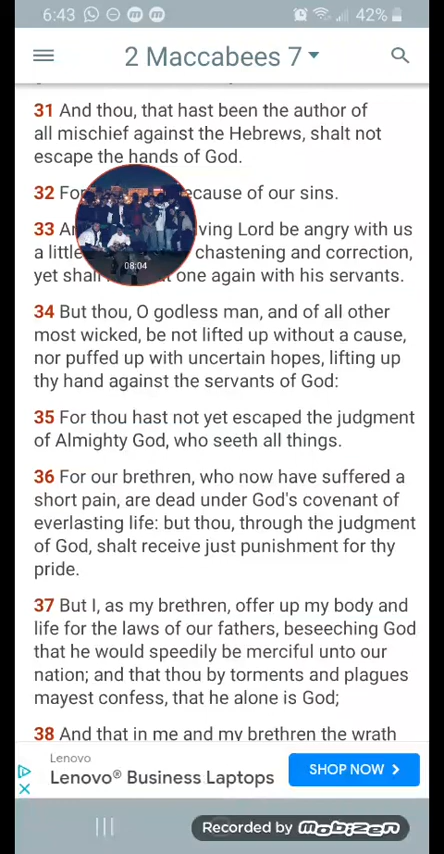 6:43 42%
2 Maccabees 7
31 And thou, that hast been the author of
all mischief against the Hebrews, shalt not
escape the hands of God.
32 For ecause of our sins.
33 An ving Lord be angry with us
a little chastening and correction,
yet shall one again with his servants.
08:04
34 But thou, O godless man, and of all other
most wicked, be not lifted up without a cause,
nor puffed up with uncertain hopes, lifting up
thy hand against the servants of God:
35 For thou hast not yet escaped the judgment
of Almighty God, who seeth all things.
36 For our brethren, who now have suffered a
short pain, are dead under God's covenant of
everlasting life: but thou, through the judgment
of God, shalt receive just punishment for thy
pride.
37 But I, as my brethren, offer up my body and
life for the laws of our fathers, beseeching God
that he would speedily be merciful unto our
nation; and that thou by torments and plagues
mayest confess, that he alone is God;
38 And that in me and my brethren the wrath
Lenovo
Lenovo® Business Laptops
SHOP NOW
Recorded by mobizen